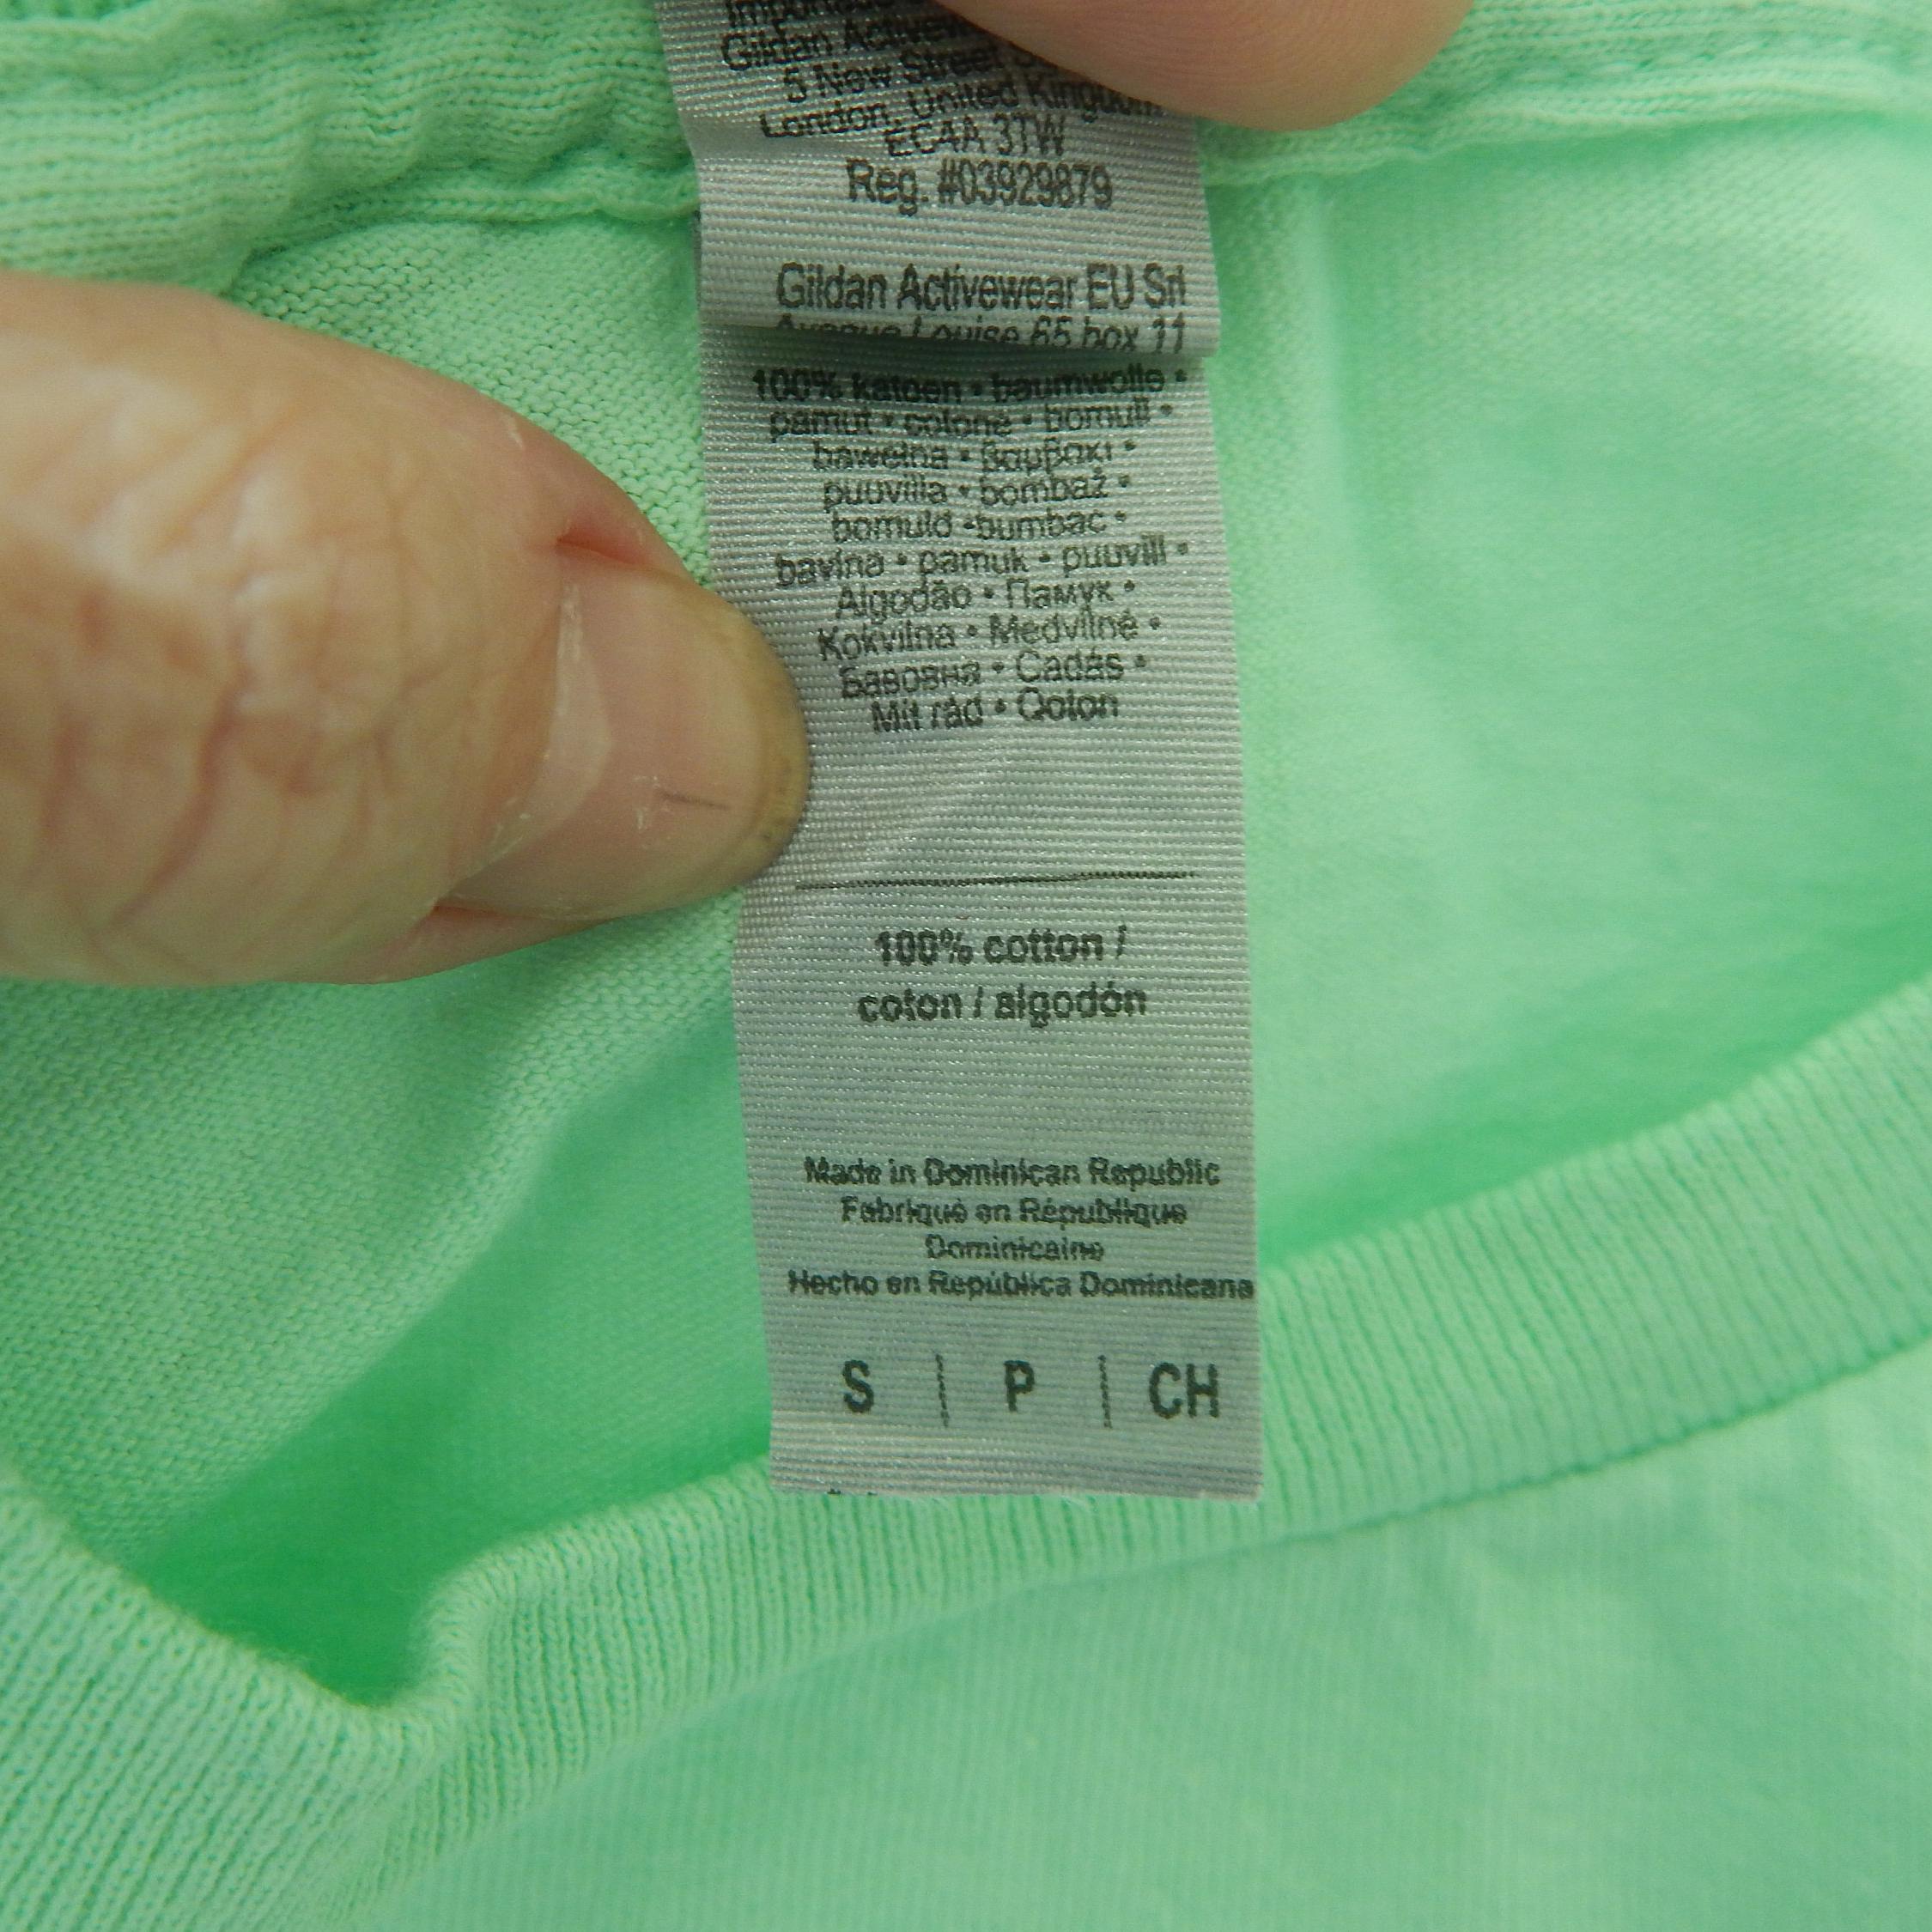 Gildan
5 New Street
London, United Kingdom
EC4A 3TW
Reg. #03929879
Gildan Activewear EU Srl
Avenue Louise 65 box 11
100% katoen • baumwolle •
pamut • cotone • bomull •
bawełna • βαμβάκι •
puuvilla • bombaž •
bomuld •bumbac •
bavlna • pamuk • puuvill •
Algodão • Памук •
Kokvilna • Medvilnė •
Бавовна • Cadás •
Mit rád • Qoton
100% cotton /
coton / algodón
Made in Dominican Republic
Fabriqué en République
Dominicaine
Hecho en República Dominicana
S | P | CH